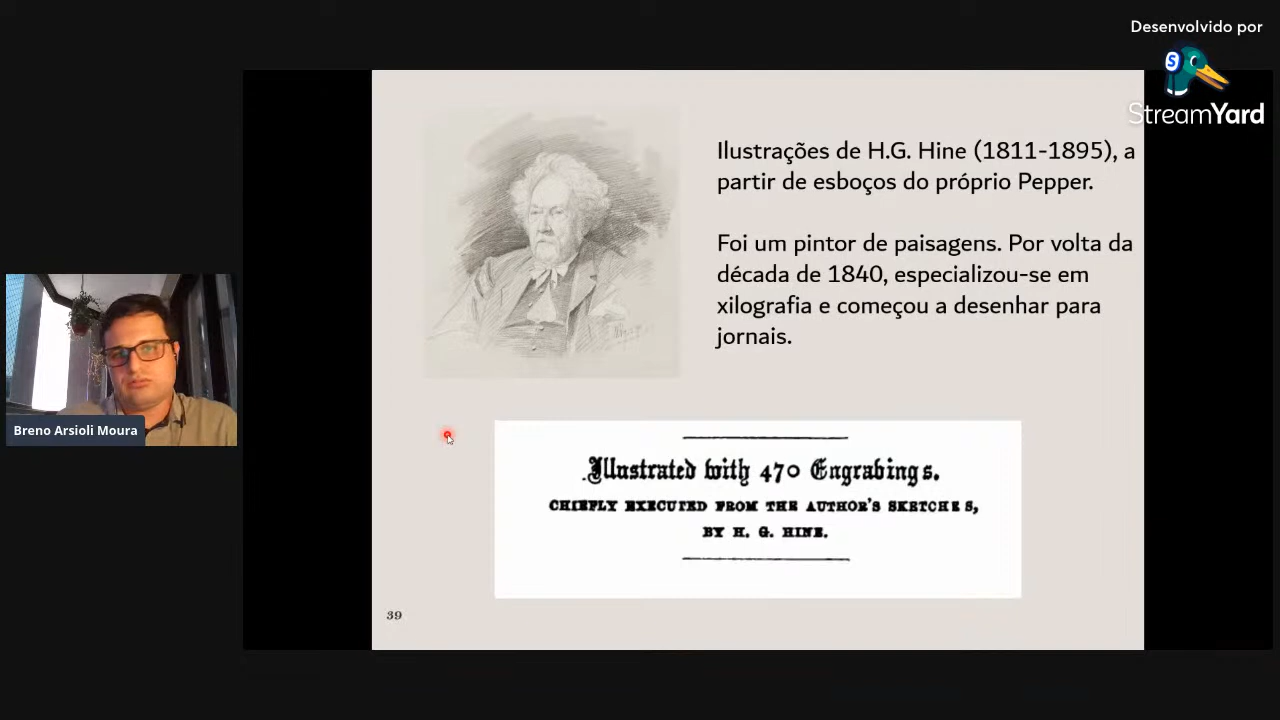 Desenvolvido por
StreamYard
Ilustrações de H.G. Hine (1811-1895), a
partir de esboços do próprio Pepper.
Foi um pintor de paisagens. Por volta da
década de 1840, especializou-se em
xilografia e começou a desenhar para
jornais.
Breno Arsioli Moura
Illustrated with 470 Engravings.
CHIEFLY EXECUTED FROM THE AUTHOR'S SKETCHES,
BY H. G. HINE.
39